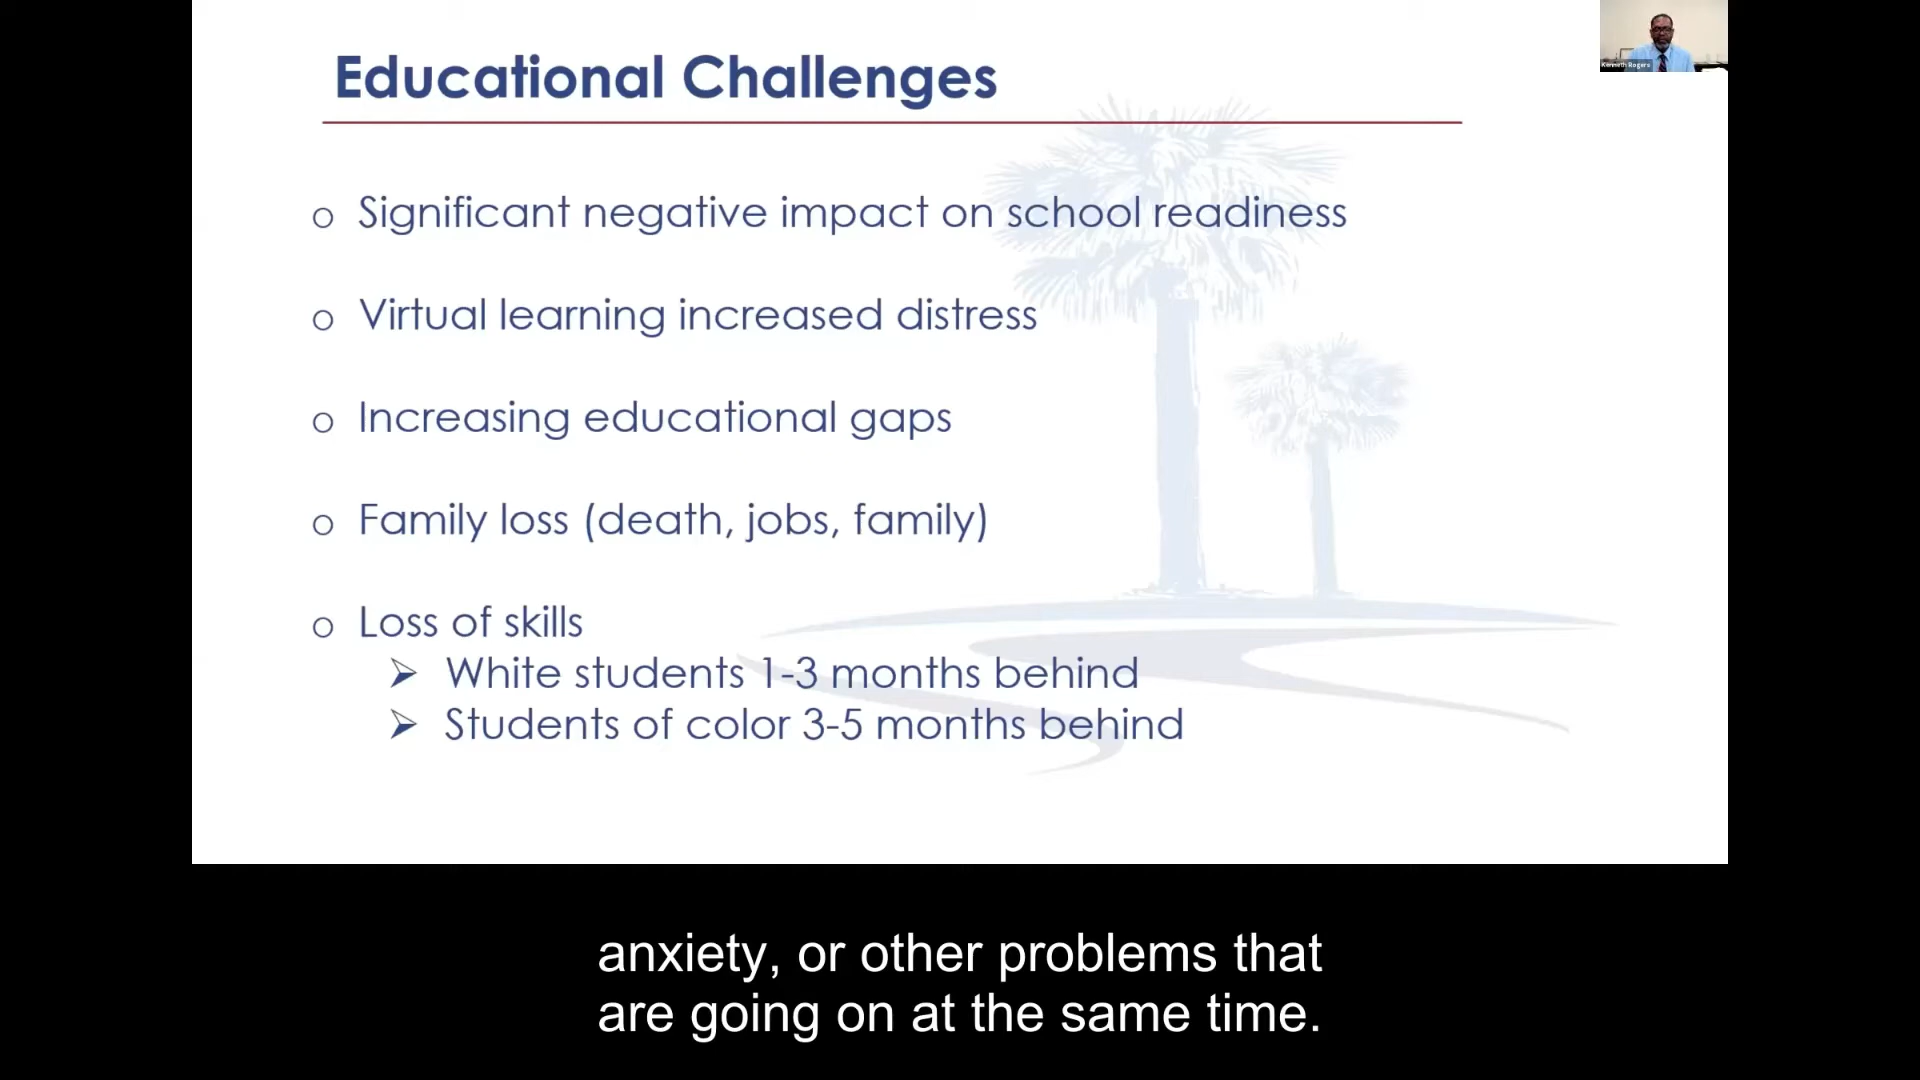 Educational Challenges
Kenneth Rogers
o Significant negative impact on school readiness
o Virtual learning increased distress
o Increasing educational gaps
o Family loss (death, jobs, family)
o Loss of skills
➢ White students 1-3 months behind
➢ Students of color 3-5 months behind
anxiety, or other problems that
are going on at the same time.